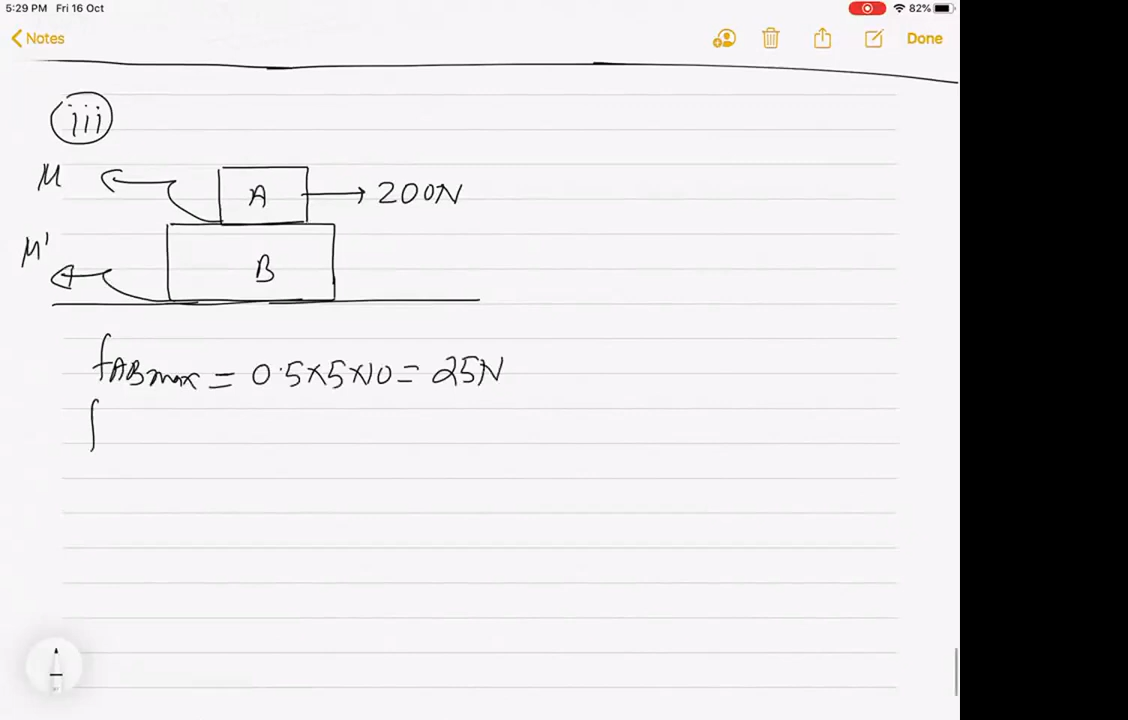 5:29 PM Fri 16 Oct
82%
Notes
Done
iii
μ
A
200N
μ'
B
fABmax = 0.5×5×10 = 25N
f